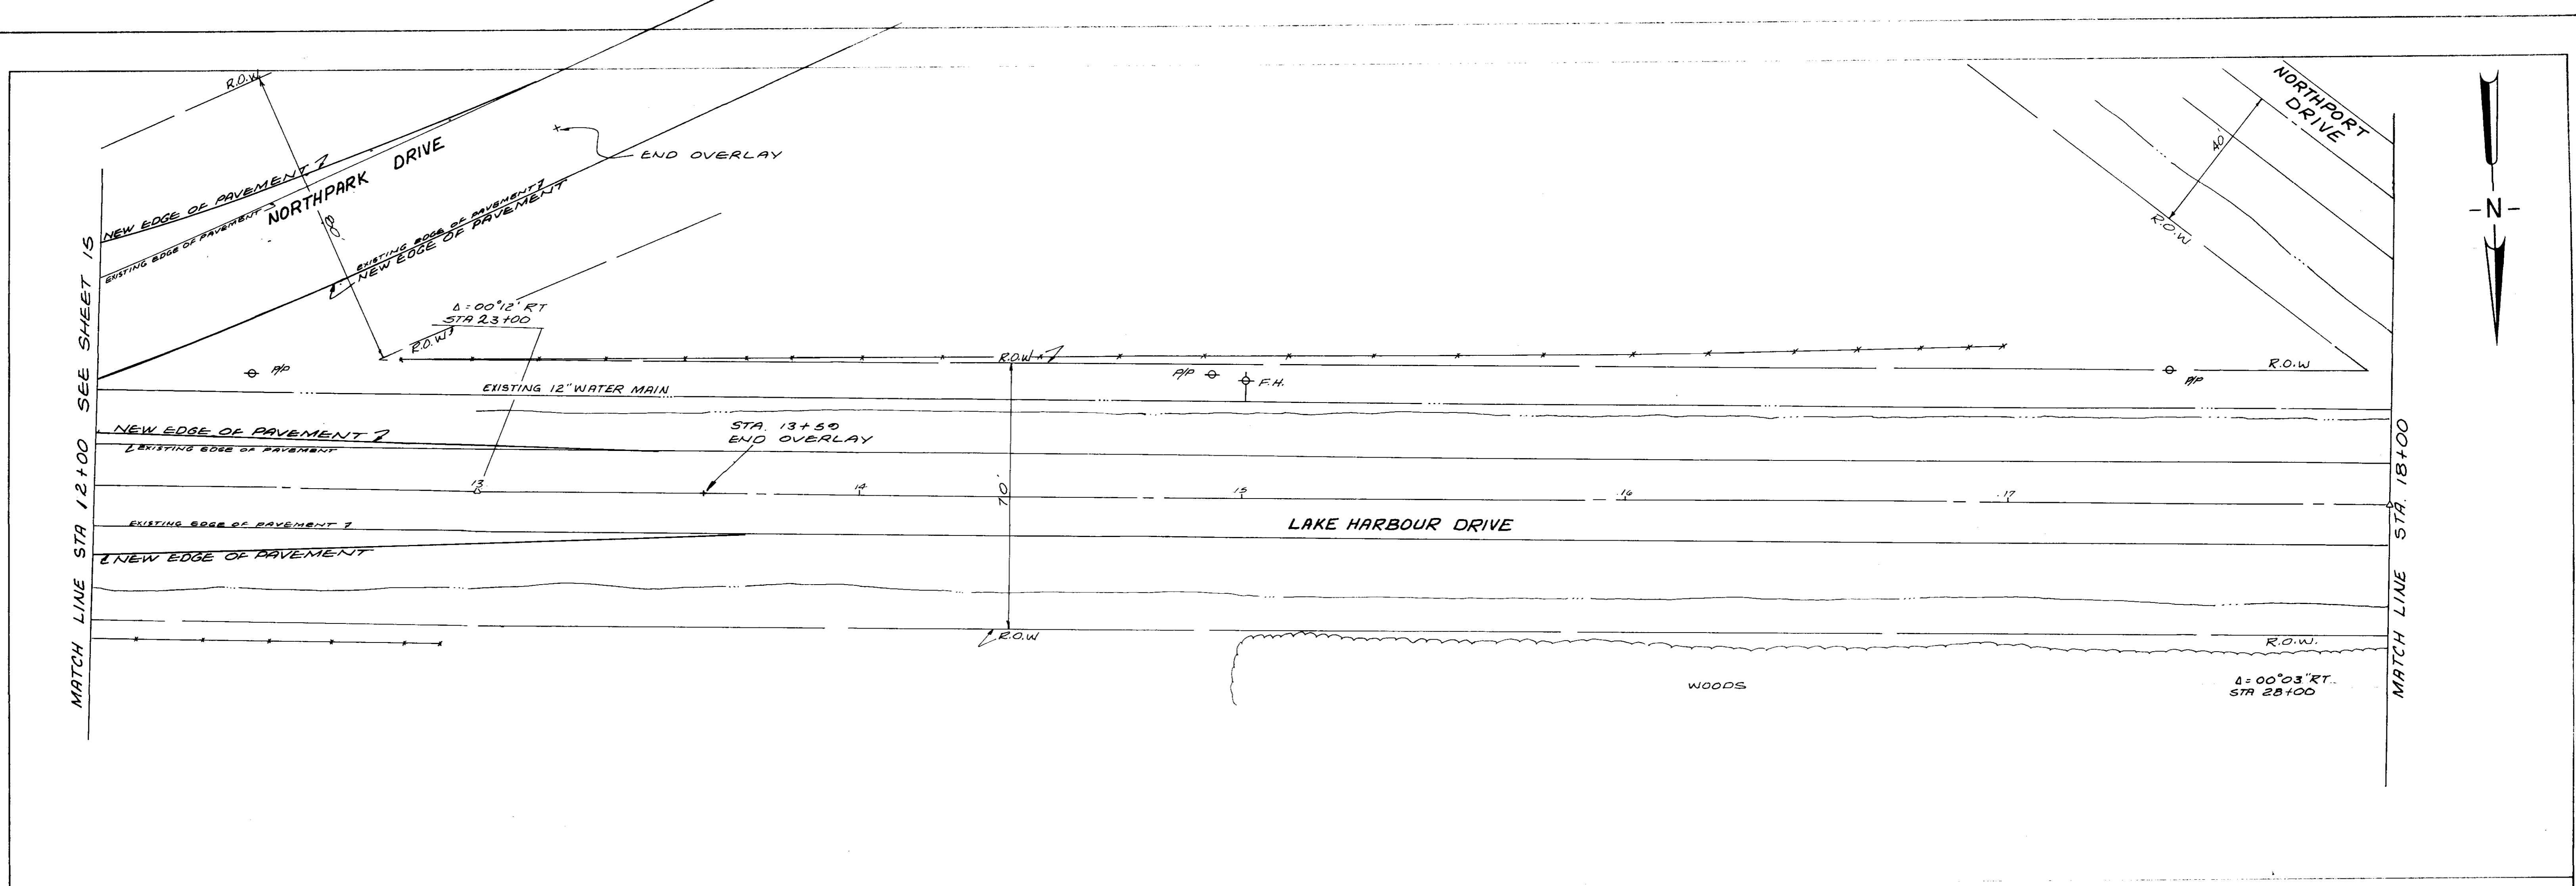 R.O.W.
NORTHPORT
DRIVE
END OVERLAY
40'
NEW EDGE OF PAVEMENT
NORTHPARK DRIVE
EXISTING EDGE OF PAVEMENT
80'
EXISTING EDGE OF PAVEMENT
NEW EDGE OF PAVEMENT
R.O.W
-N-
MATCH LINE STA 12+00 SEE SHEET 15
Δ=00°12' RT
STA 23+00
R.O.W
R.O.W
R.O.W
P/P
P/P
F.H.
P/P
EXISTING 12" WATER MAIN
NEW EDGE OF PAVEMENT
EXISTING EDGE OF PAVEMENT
STA. 13+50
END OVERLAY
13
14
15
16
17
70'
EXISTING EDGE OF PAVEMENT
LAKE HARBOUR DRIVE
NEW EDGE OF PAVEMENT
R.O.W
R.O.W.
WOODS
Δ=00°03" RT.
STA 28+00
MATCH LINE STA. 18+00